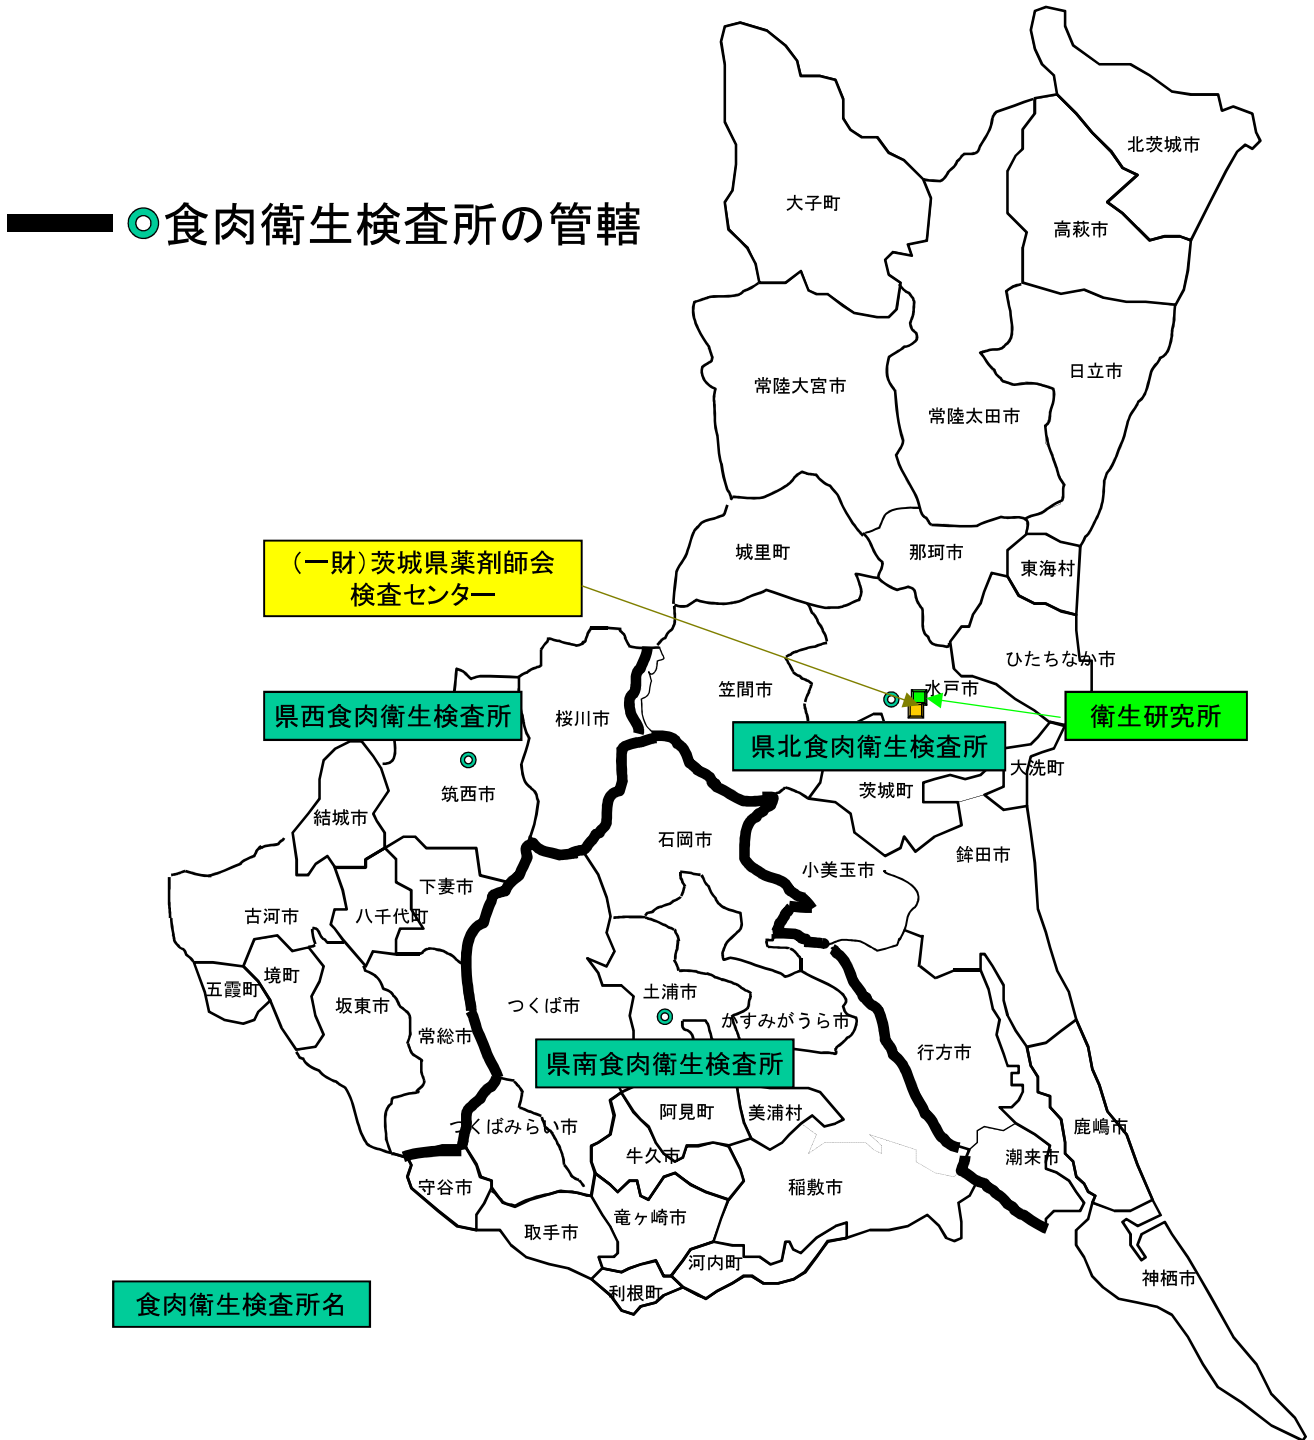 北茨城市
大子町
高萩市
食肉衛生検査所の管轄
日立市
常陸大宮市
常陸太田市
城里町
那珂市
東海村
（一財）茨城県薬剤師会
検査センター
ひたちなか市
笠間市
水戸市
県西食肉衛生検査所
桜川市
衛生研究所
県北食肉衛生検査所
大洗町
筑西市
茨城町
結城市
石岡市
鉾田市
小美玉市
下妻市
古河市
八千代町
境町
五霞町
土浦市
坂東市
つくば市
かすみがうら市
常総市
行方市
県南食肉衛生検査所
阿見町
美浦村
つくばみらい市
鹿嶋市
牛久市
潮来市
守谷市
稲敷市
竜ヶ崎市
取手市
河内町
神栖市
利根町
食肉衛生検査所名